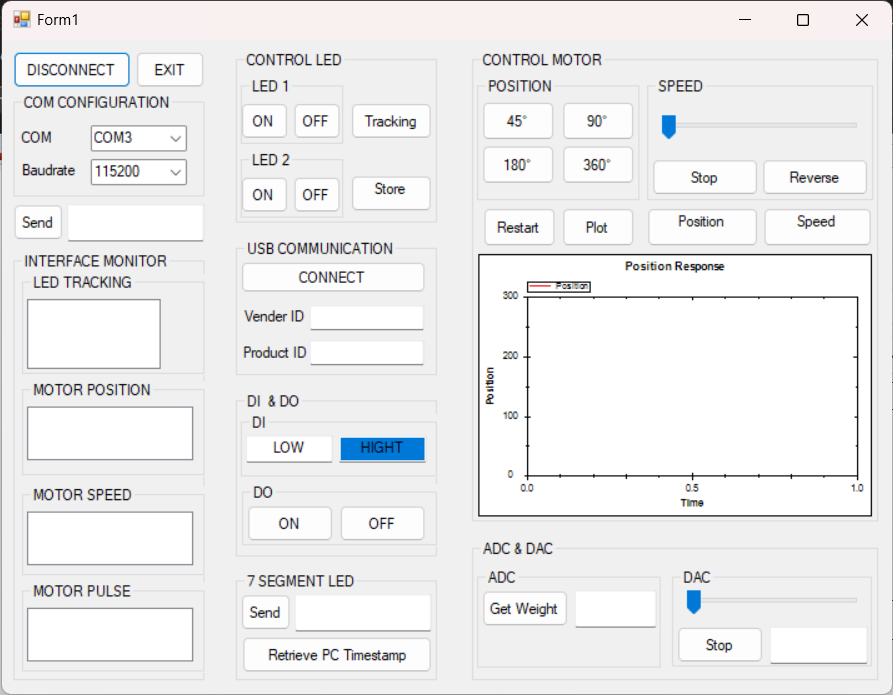 Form1
DISCONNECT
EXIT
COM CONFIGURATION
COM
COM3
Baudrate
115200
Send
INTERFACE MONITOR
LED TRACKING
MOTOR POSITION
MOTOR SPEED
MOTOR PULSE
CONTROL LED
LED 1
ON
OFF
Tracking
LED 2
ON
OFF
Store
USB COMMUNICATION
CONNECT
Vender ID
Product ID
DI & DO
DI
LOW
HIGHT
DO
ON
OFF
7 SEGMENT LED
Send
Retrieve PC Timestamp
CONTROL MOTOR
POSITION
45°
90°
180°
360°
SPEED
Stop
Reverse
Restart
Plot
Position
Speed
Position Response
Position
300
200
100
0
Position
0.0
0.5
1.0
Time
ADC & DAC
ADC
Get Weight
DAC
Stop